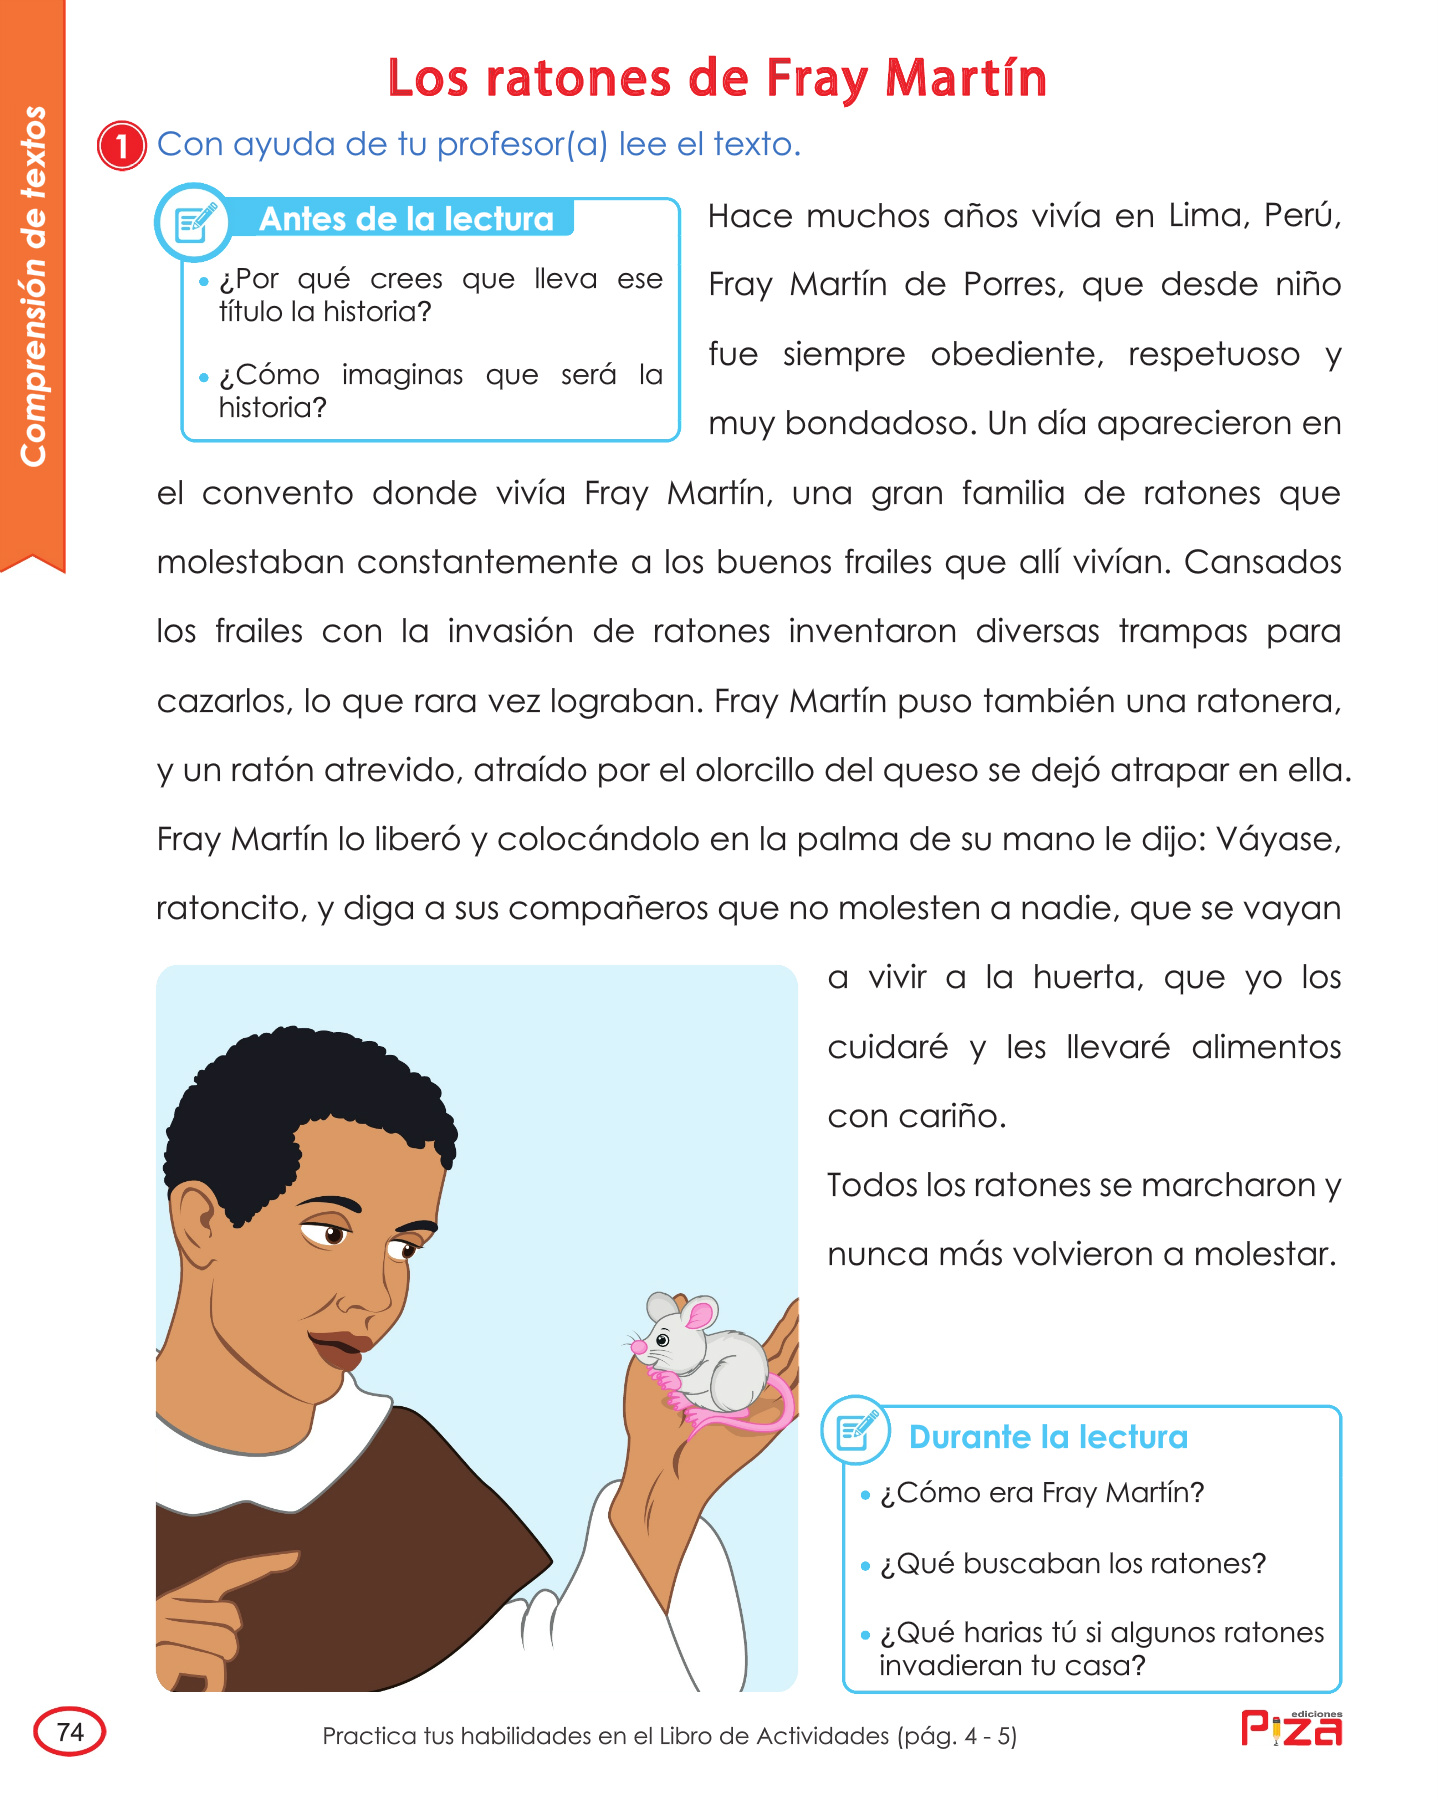 Comprensión de textos
Los ratones de Fray Martín
1 Con ayuda de tu profesor(a) lee el texto.
Antes de la lectura
• ¿Por qué crees que lleva ese
título la historia?
• ¿Cómo imaginas que será la
historia?
Hace muchos años vivía en Lima, Perú,
Fray Martín de Porres, que desde niño
fue siempre obediente, respetuoso y
muy bondadoso. Un día aparecieron en
el convento donde vivía Fray Martín, una gran familia de ratones que
molestaban constantemente a los buenos frailes que allí vivían. Cansados
los frailes con la invasión de ratones inventaron diversas trampas para
cazarlos, lo que rara vez lograban. Fray Martín puso también una ratonera,
y un ratón atrevido, atraído por el olorcillo del queso se dejó atrapar en ella.
Fray Martín lo liberó y colocándolo en la palma de su mano le dijo: Váyase,
ratoncito, y diga a sus compañeros que no molesten a nadie, que se vayan
a vivir a la huerta, que yo los
cuidaré y les llevaré alimentos
con cariño.
Todos los ratones se marcharon y
nunca más volvieron a molestar.
Durante la lectura
• ¿Cómo era Fray Martín?
• ¿Qué buscaban los ratones?
• ¿Qué harias tú si algunos ratones
invadieran tu casa?
74
Practica tus habilidades en el Libro de Actividades (pág. 4 - 5)
ediciones
Piza